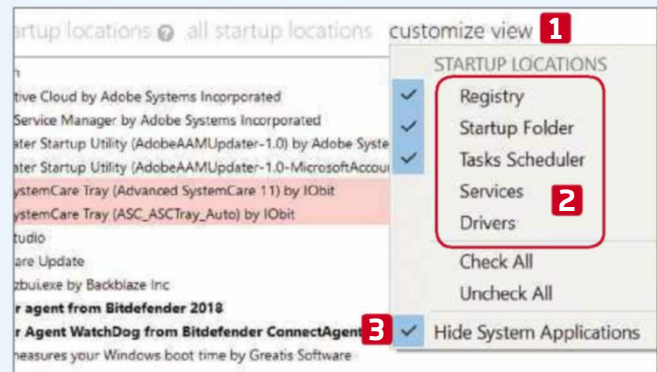 artup locations ? all startup locations customize view 1
STARTUP LOCATIONS
Registry
Startup Folder
Tasks Scheduler
Services
2
Drivers
Check All
Uncheck All
3
Hide System Applications
n
tive Cloud by Adobe Systems Incorporated
Service Manager by Adobe Systems Incorporated
ater Startup Utility (AdobeAAMUpdater-1.0) by Adobe Syste
ater Startup Utility (AdobeAAMUpdater-1.0-MicrosoftAccou
ystemCare Tray (Advanced SystemCare 11) by IObit
ystemCare Tray (ASC_ASCTray_Auto) by IObit
tudio
are Update
zbui.exe by Backblaze Inc
r agent from Bitdefender 2018
r Agent WatchDog from Bitdefender ConnectAgent
measures your Windows boot time by Greatis Software